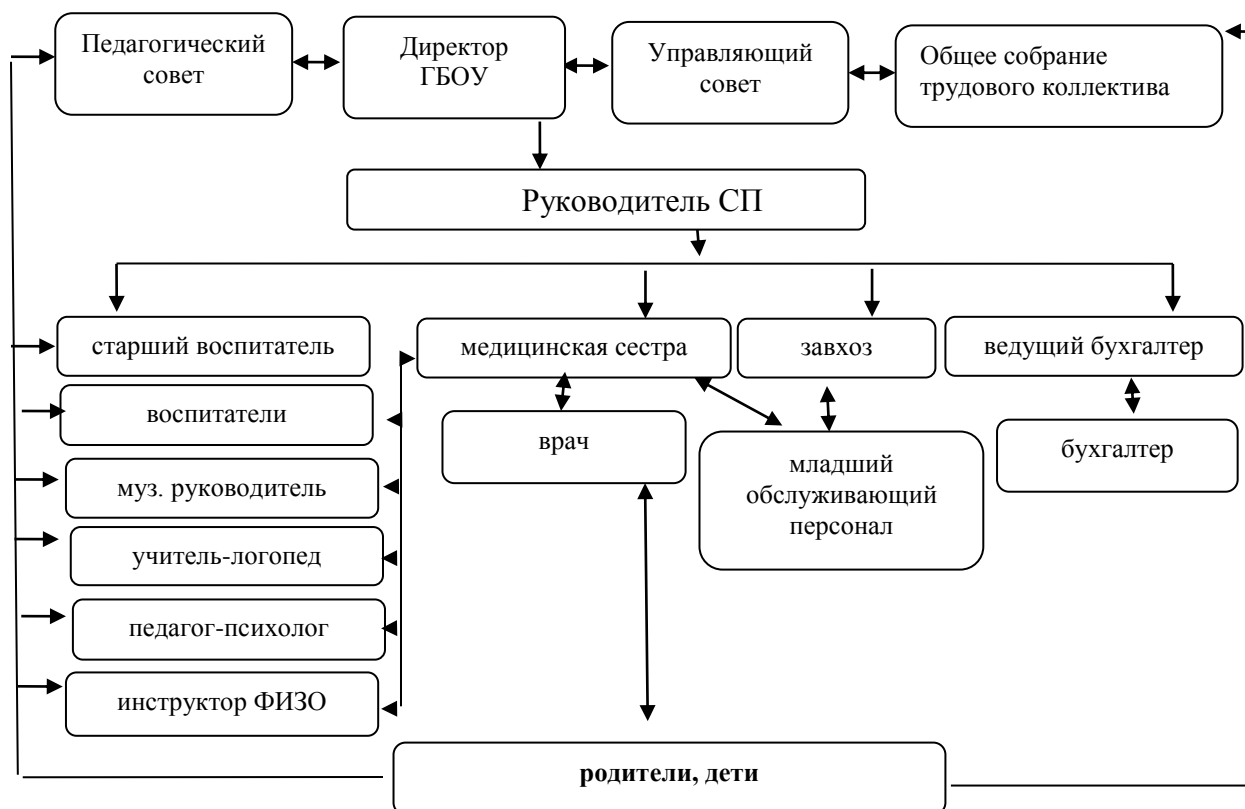 Педагогический
совет
Директор
ГБОУ
Управляющий
совет
Общее собрание
трудового коллектива
Руководитель СП
старший воспитатель
медицинская сестра
завхоз
ведущий бухгалтер
воспитатели
врач
младший
обслуживающий
персонал
бухгалтер
муз. руководитель
учитель-логопед
педагог-психолог
инструктор ФИЗО
родители, дети